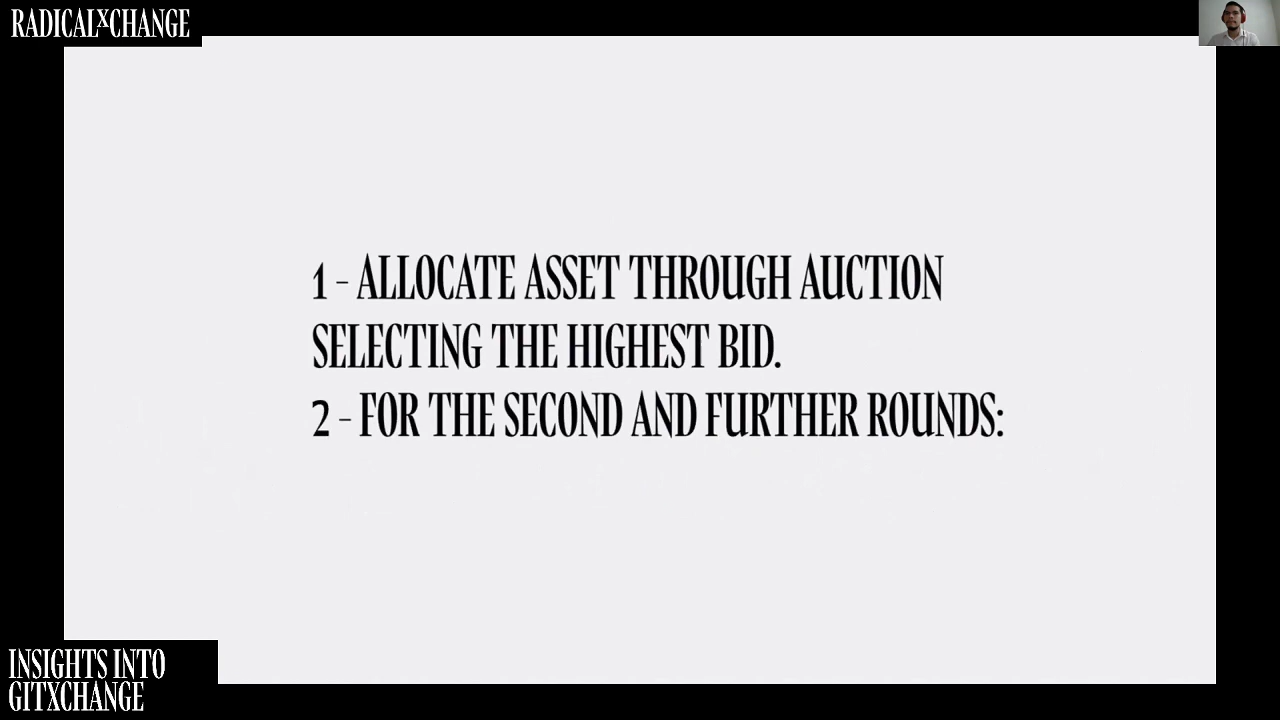 RADICALXCHANGE
1 - ALLOCATE ASSET THROUGH AUCTION
SELECTING THE HIGHEST BID.
2 - FOR THE SECOND AND FURTHER ROUNDS:
INSIGHTS INTO
GITXCHANGE